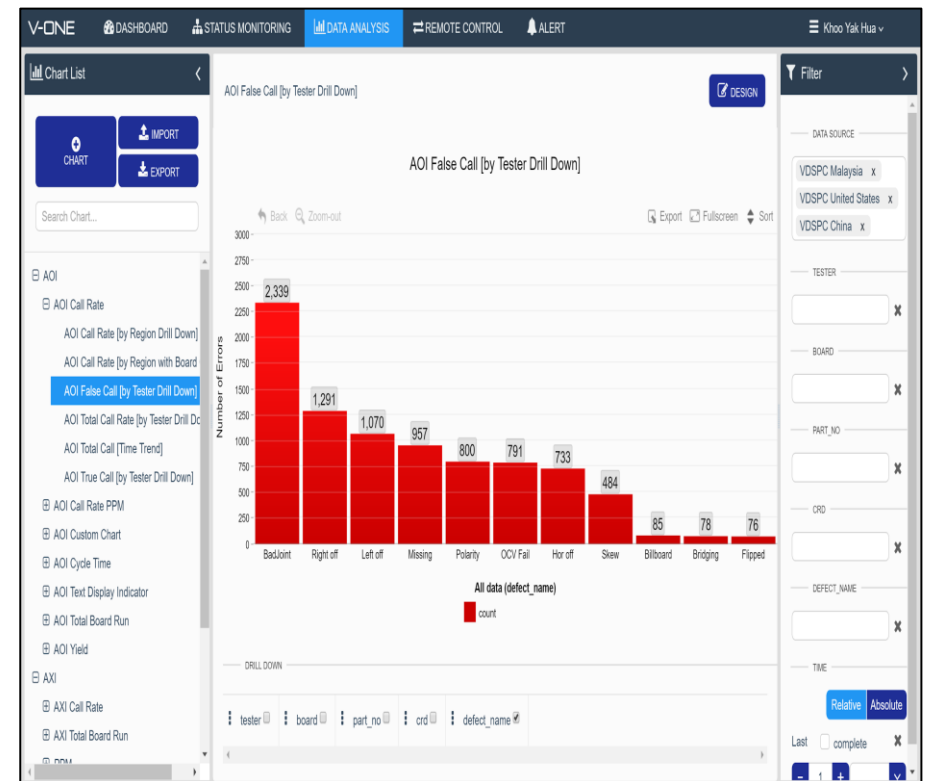 V-ONE DASHBOARD STATUS MONITORING DATA ANALYSIS REMOTE CONTROL ALERT Khoo Yak Hua
Chart List
CHART
IMPORT
EXPORT
Search Chart...
AOI
AOI Call Rate
AOI Call Rate [by Region Drill Down]
AOI Call Rate [by Region with Board
AOI False Call [by Tester Drill Down]
AOI Total Call Rate [by Tester Drill Do
AOI Total Call [Time Trend]
AOI True Call [by Tester Drill Down]
AOI Call Rate PPM
AOI Custom Chart
AOI Cycle Time
AOI Text Display Indicator
AOI Total Board Run
AOI Yield
AXI
AXI Call Rate
AXI Total Board Run
AOI False Call [by Tester Drill Down]
DESIGN
AOI False Call [by Tester Drill Down]
Back Zoom-out Export Fullscreen Sort
Number of Errors
3000
2750
2500
2250
2000
1750
1500
1250
1000
750
500
250
0
2,339
1,291
1,070
957
800
791
733
484
85
78
76
BadJoint Right off Left off Missing Polarity OCV Fail Hor off Skew Billboard Bridging Flipped
All data (defect_name)
count
DRILL DOWN
tester board part_no crd defect_name
Filter
DATA SOURCE
VDSPC Malaysia x
VDSPC United States x
VDSPC China x
TESTER
BOARD
PART_NO
CRD
DEFECT_NAME
TIME
Relative Absolute
Last complete
- 1 +